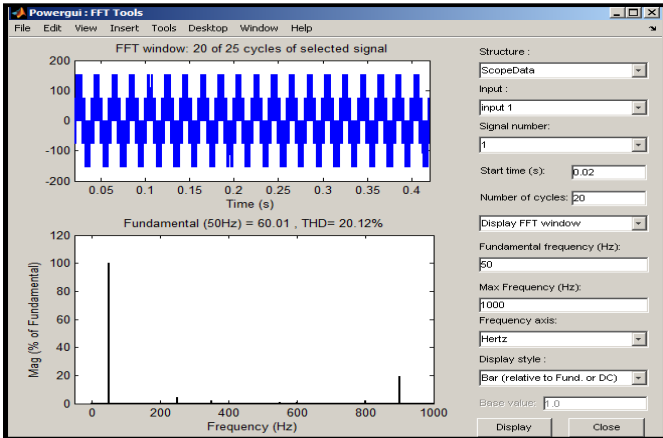 Powergui : FFT Tools
File Edit View Insert Tools Desktop Window Help
FFT window: 20 of 25 cycles of selected signal
200
100
0
-100
-200
0.05 0.1 0.15 0.2 0.25 0.3 0.35 0.4
Time (s)
Fundamental (50Hz) = 60.01 , THD= 20.12%
Mag (% of Fundamental)
120
100
80
60
40
20
0
0 200 400 600 800 1000
Frequency (Hz)
Structure :
ScopeData
Input :
input 1
Signal number:
1
Start time (s): 0.02
Number of cycles: 20
Display FFT window
Fundamental frequency (Hz):
50
Max Frequency (Hz):
1000
Frequency axis:
Hertz
Display style :
Bar (relative to Fund. or DC)
Base value: 1.0
Display Close